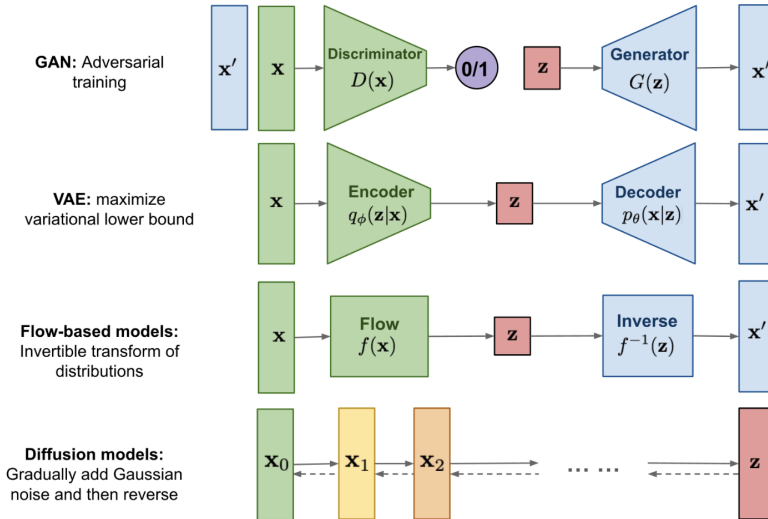 GAN: Adversarial
training
x′
x
Discriminator
D(x)
0/1
z
Generator
G(z)
x′
VAE: maximize
variational lower bound
x
Encoder
qϕ(z|x)
z
Decoder
pθ(x|z)
x′
Flow-based models:
Invertible transform of
distributions
x
Flow
f(x)
z
Inverse
f⁻¹(z)
x′
Diffusion models:
Gradually add Gaussian
noise and then reverse
x₀
x₁
x₂
... ...
z